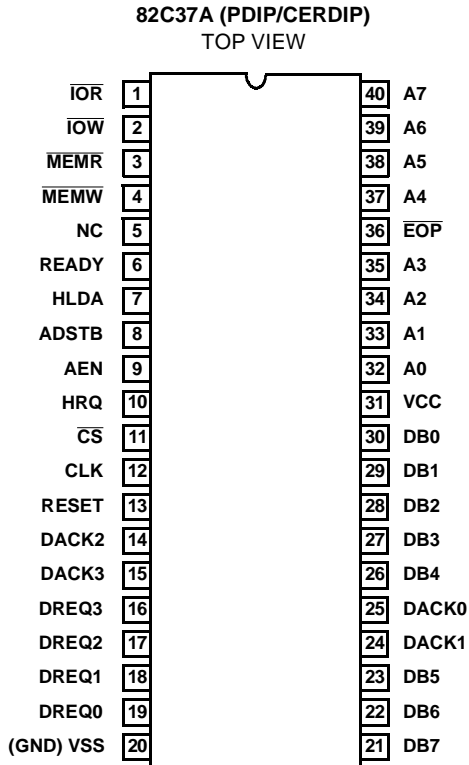 82C37A (PDIP/CERDIP)
TOP VIEW
IOR 1 40 A7
IOW 2 39 A6
MEMR 3 38 A5
MEMW 4 37 A4
NC 5 36 EOP
READY 6 35 A3
HLDA 7 34 A2
ADSTB 8 33 A1
AEN 9 32 A0
HRQ 10 31 VCC
CS 11 30 DB0
CLK 12 29 DB1
RESET 13 28 DB2
DACK2 14 27 DB3
DACK3 15 26 DB4
DREQ3 16 25 DACK0
DREQ2 17 24 DACK1
DREQ1 18 23 DB5
DREQ0 19 22 DB6
(GND) VSS 20 21 DB7